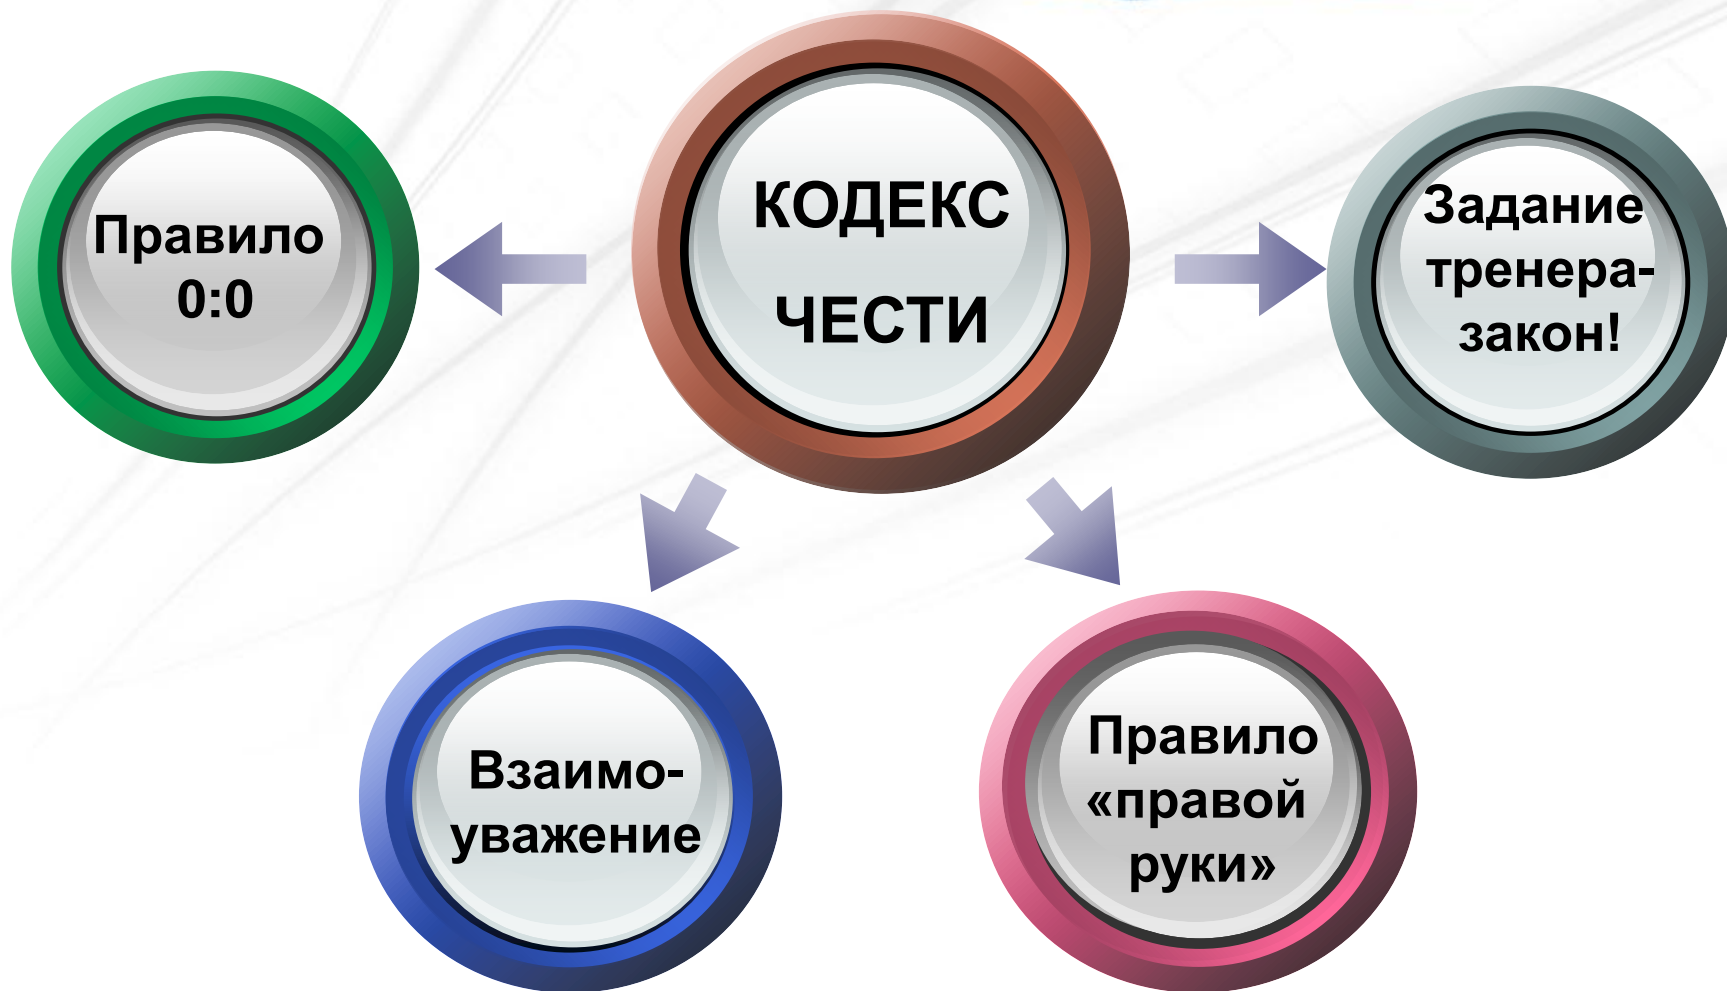 КОДЕКС
ЧЕСТИ
Правило
0:0
Задание
тренера-
закон!
Взаимо-
уважение
Правило
«правой
руки»